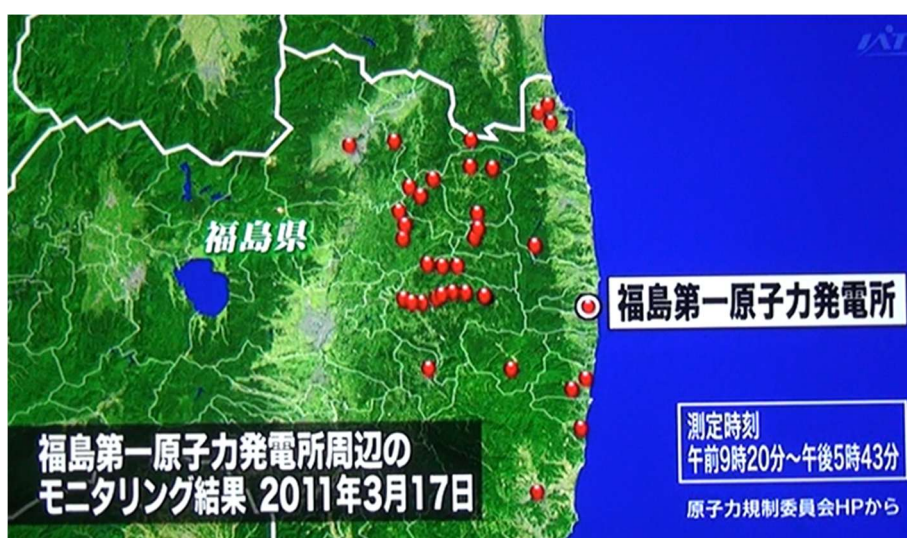 福島県
福島第一原子力発電所
測定時刻
午前9時20分～午後5時43分
原子力規制委員会HPから
福島第一原子力発電所周辺の
モニタリング結果 2011年3月17日